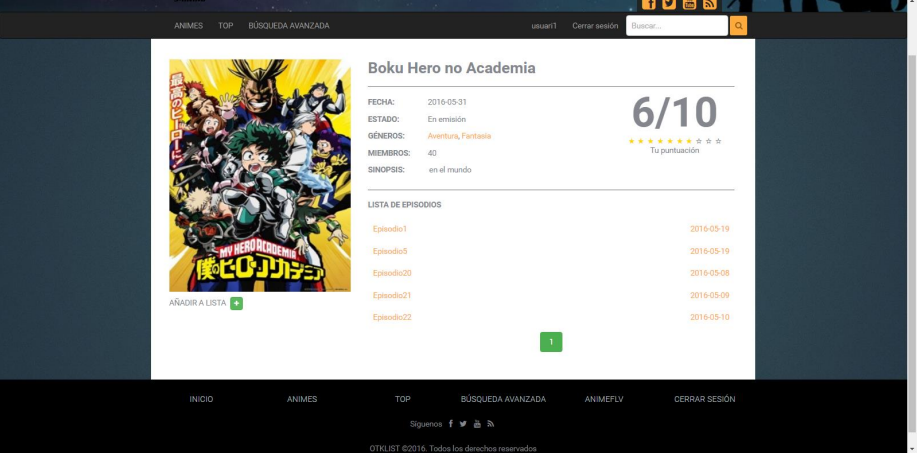 ANIMES TOP BÚSQUEDA AVANZADA usuari1 Cerrar sesión Buscar...
Boku Hero no Academia
FECHA: 2016-05-31
ESTADO: En emisión
GÉNEROS: Aventura, Fantasia
MIEMBROS: 40
SINOPSIS: en el mundo
6/10
Tu puntuación
最高のヒーローに!
MY HERO ACADEMIA
僕のヒーローアカデミア
AÑADIR A LISTA +
LISTA DE EPISODIOS
Episodio1 2016-05-19
Episodio5 2016-05-19
Episodio20 2016-05-08
Episodio21 2016-05-09
Episodio22 2016-05-10
1
INICIO ANIMES TOP BÚSQUEDA AVANZADA ANIMEFLV CERRAR SESIÓN
Síguenos
OTKLIST ©2016. Todos los derechos reservados